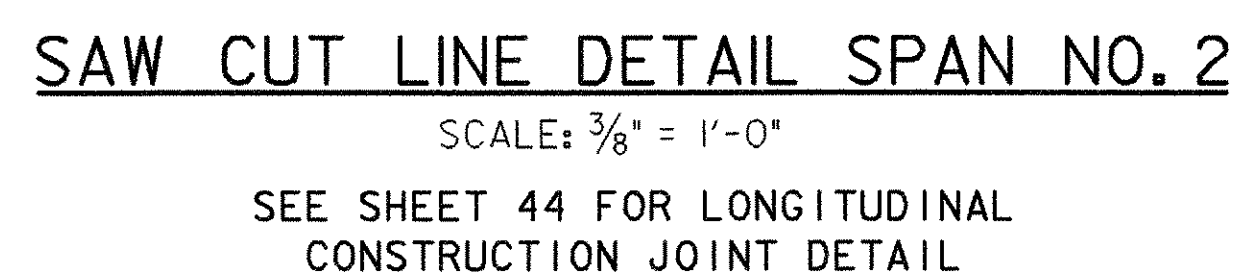 SAW CUT LINE DETAIL SPAN NO. 2
SCALE: 3/8" = 1'-0"
SEE SHEET 44 FOR LONGITUDINAL
CONSTRUCTION JOINT DETAIL